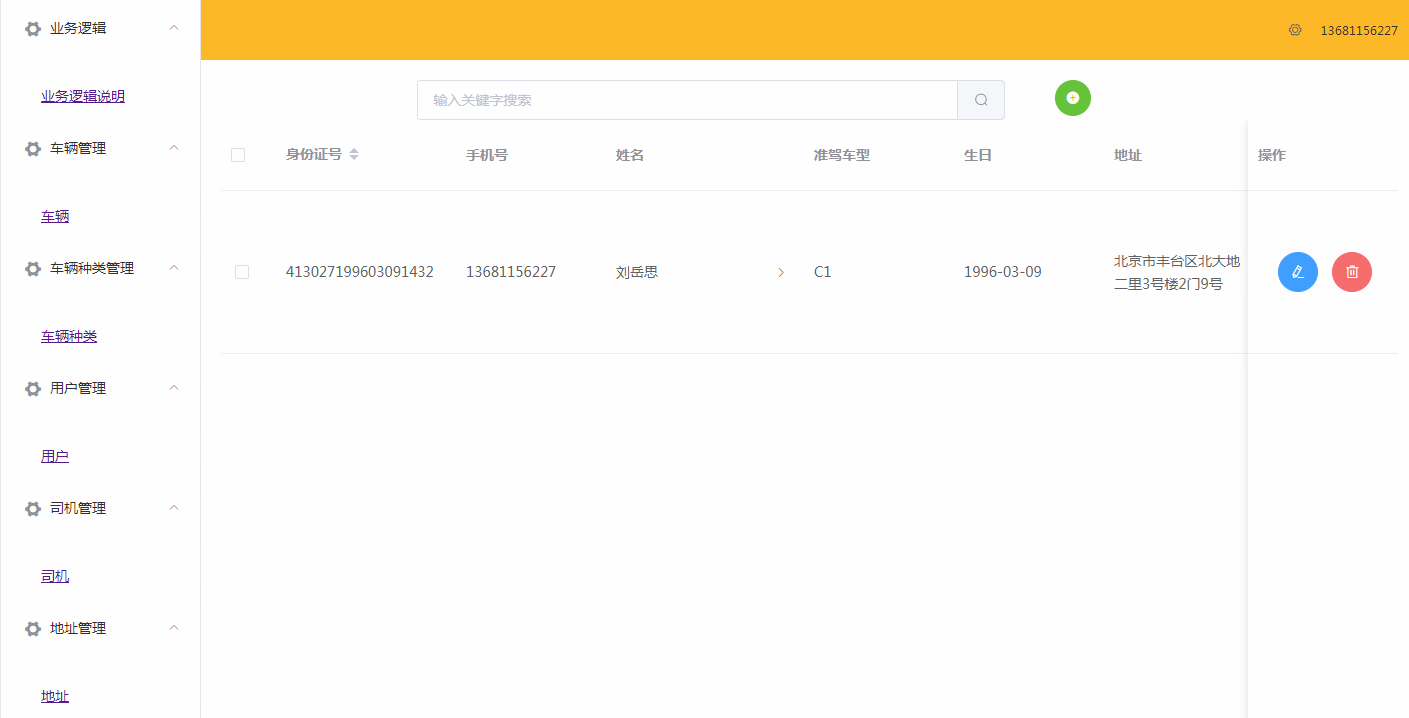 业务逻辑
业务逻辑说明
车辆管理
车辆
车辆种类管理
车辆种类
用户管理
用户
司机管理
司机
地址管理
地址
13681156227
输入关键字搜索
身份证号 手机号 姓名 准驾车型 生日 地址 操作
413027199603091432 13681156227 刘岳思 C1 1996-03-09 北京市丰台区北大地
二里3号楼2门9号